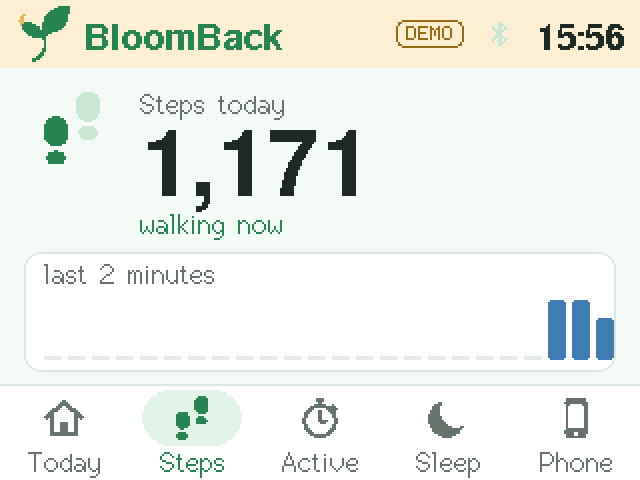 BloomBack
DEMO
15:56
Steps today
1,171
walking now
last 2 minutes
Today
Steps
Active
Sleep
Phone